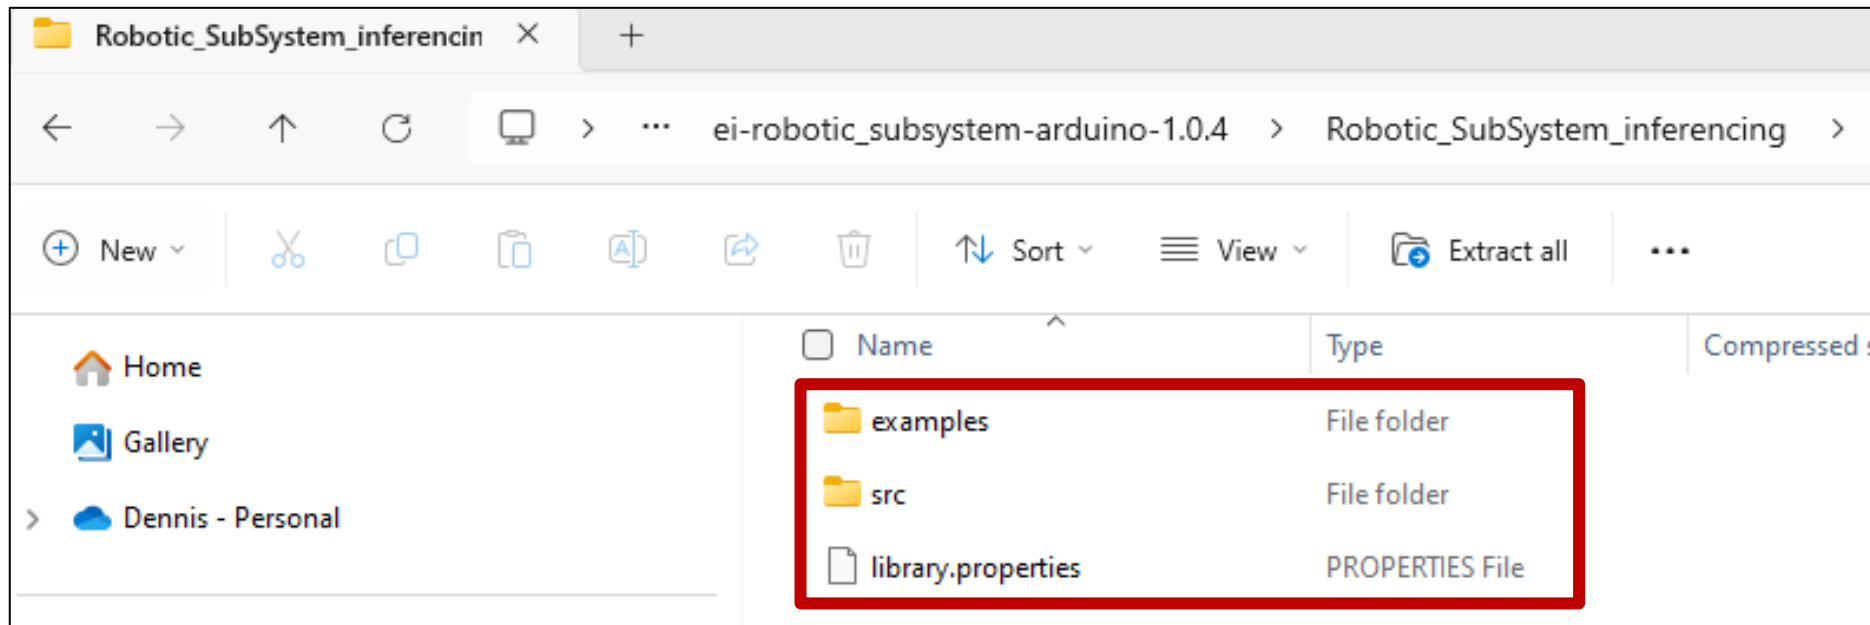 Robotic_SubSystem_inferencin
ei-robotic_subsystem-arduino-1.0.4 > Robotic_SubSystem_inferencing >
New Sort View Extract all
Home
Gallery
Dennis - Personal
Name Type Compressed
examples File folder
src File folder
library.properties PROPERTIES File